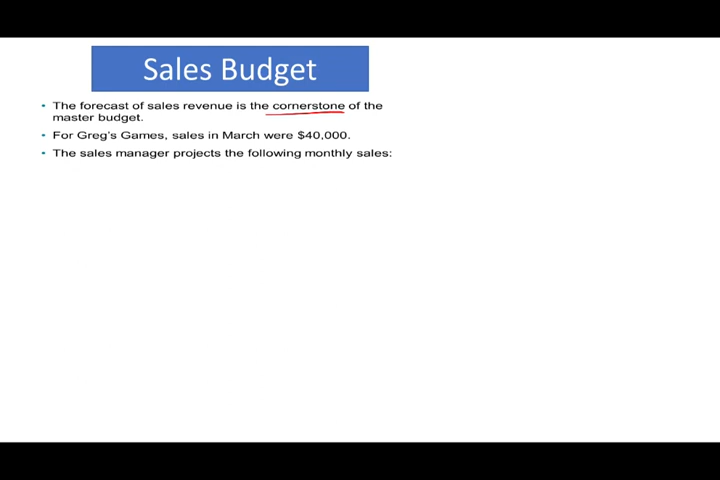 Sales Budget
• The forecast of sales revenue is the cornerstone of the
master budget.
• For Greg's Games, sales in March were $40,000.
• The sales manager projects the following monthly sales: